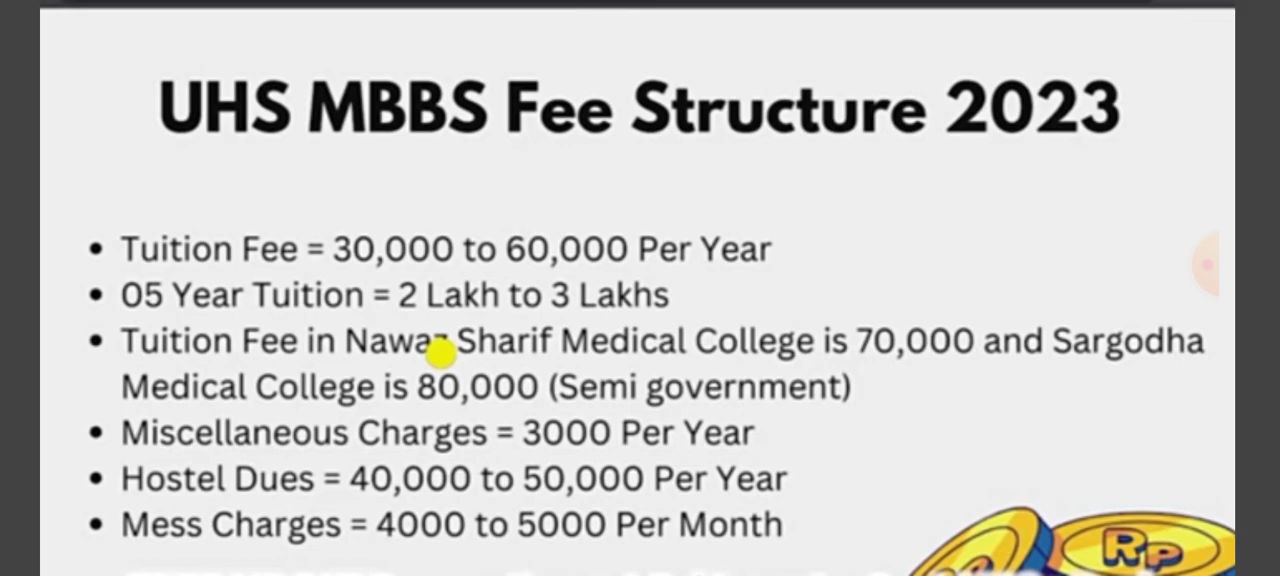 UHS MBBS Fee Structure 2023
• Tuition Fee = 30,000 to 60,000 Per Year
• 05 Year Tuition = 2 Lakh to 3 Lakhs
• Tuition Fee in Nawaz Sharif Medical College is 70,000 and Sargodha
Medical College is 80,000 (Semi government)
• Miscellaneous Charges = 3000 Per Year
• Hostel Dues = 40,000 to 50,000 Per Year
• Mess Charges = 4000 to 5000 Per Month
RP